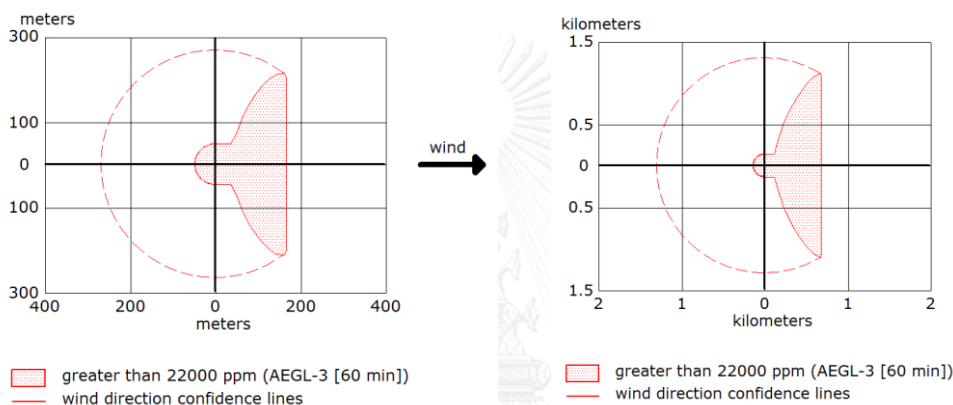 meters
300
100
0
100
300
400
200
0
200
400
meters
greater than 22000 ppm (AEGL-3 [60 min])
wind direction confidence lines
wind
kilometers
1.5
0.5
0
0.5
1.5
2
1
0
1
2
kilometers
greater than 22000 ppm (AEGL-3 [60 min])
wind direction confidence lines